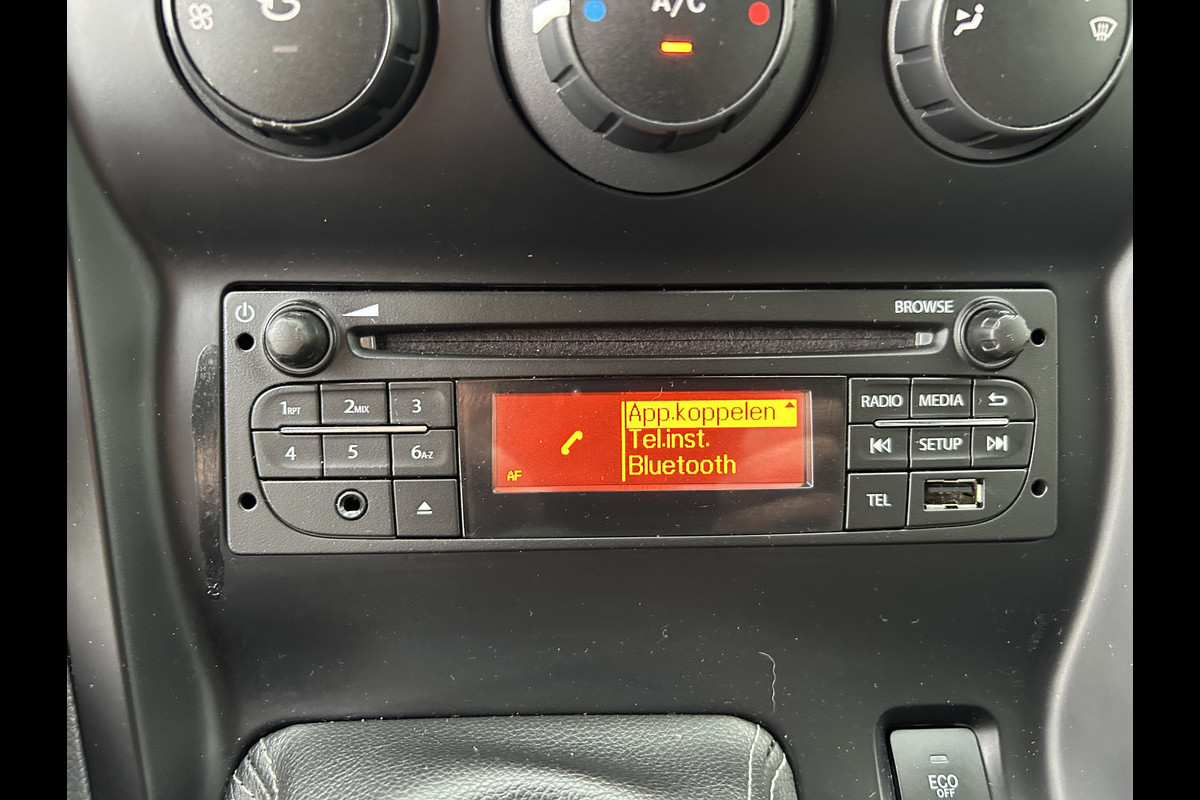 A/C
BROWSE
1RPT 2MIX 3
4 5 6A-Z
App.koppelen
Tel.inst.
Bluetooth
AF
RADIO MEDIA
SETUP
TEL
ECO
OFF